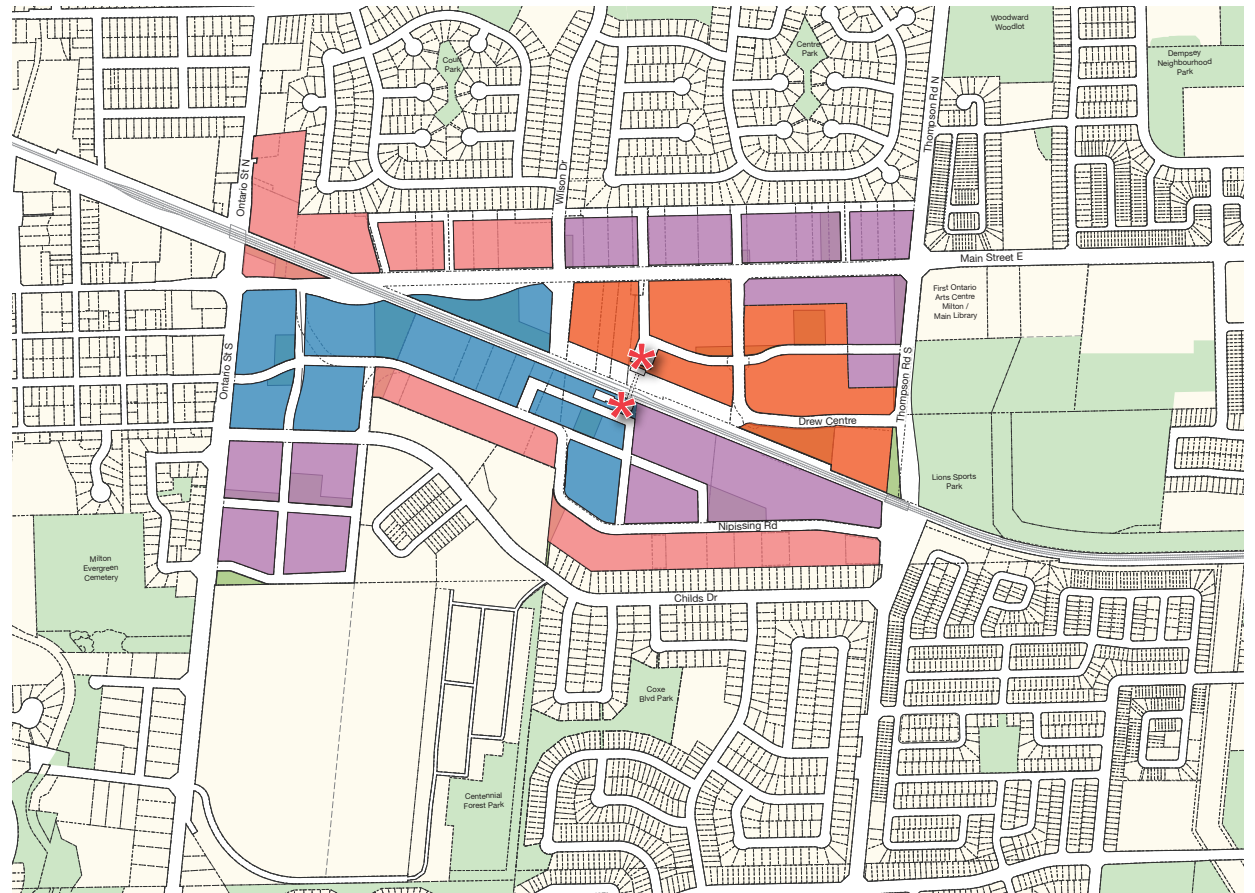 Woodward
Woodlot
Court
Park
Centre
Park
Dempsey
Neighbourhood
Park
Thompson Rd N
Ontario St N
Wilson Dr
Main Street E
First Ontario
Arts Centre
Milton /
Main Library
Ontario St S
Thompson Rd S
Drew Centre
Lions Sports
Park
Nipissing Rd
Milton
Evergreen
Cemetery
Childs Dr
Coxe
Blvd Park
Centennial
Forest Park